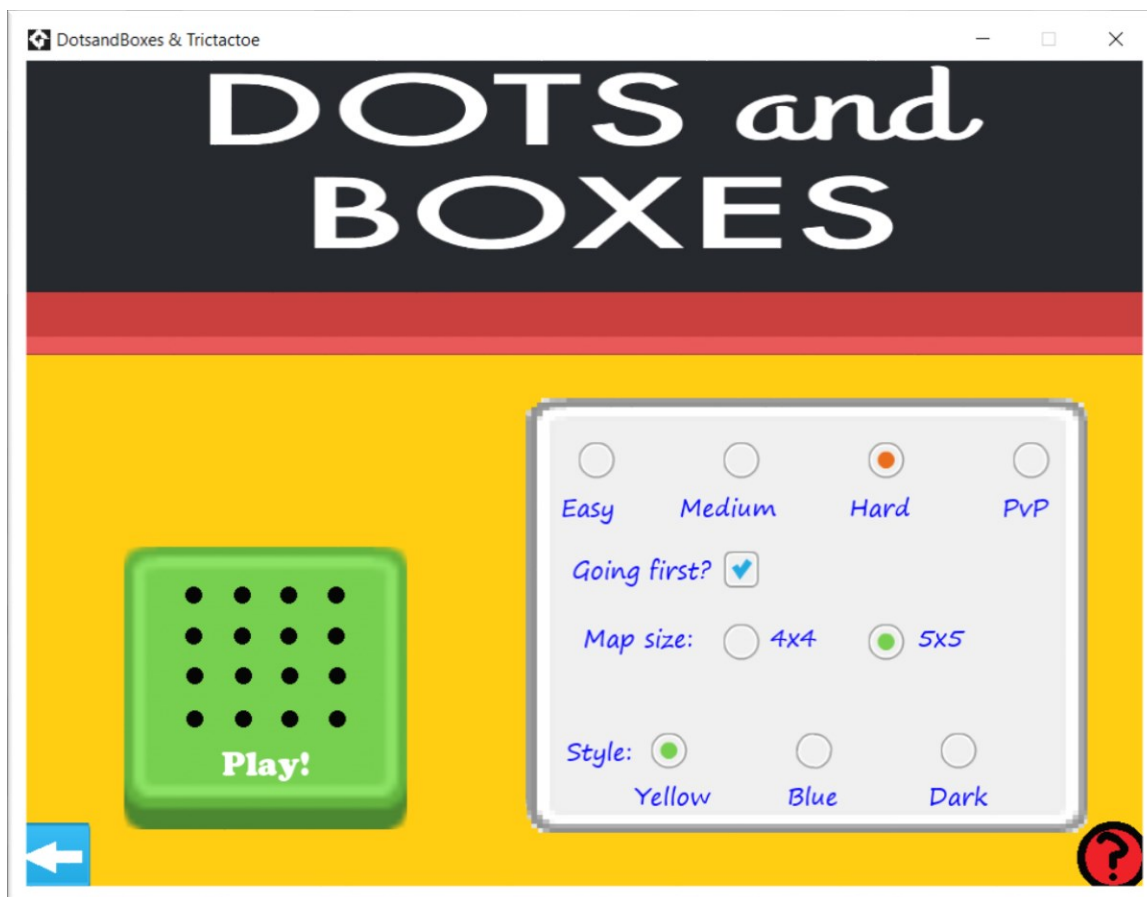 DotsandBoxes & Trictactoe
DOTS and
BOXES
Easy Medium Hard PvP
Going first?
Map size: 4x4 5x5
Style:
Yellow Blue Dark
Play!
?